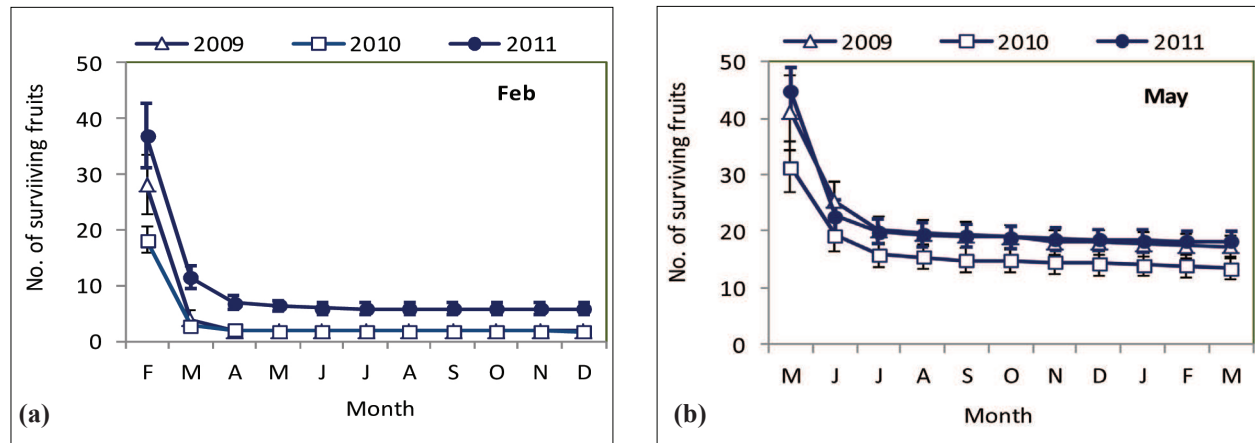 2009 2010 2011
50
40
30
20
10
0
No. of surviiving fruits
Feb
F M A M J J A S O N D
Month
(a)
2009 2010 2011
50
40
30
20
10
0
No. of surviving fruits
May
M J J A S O N D J F M
Month
(b)